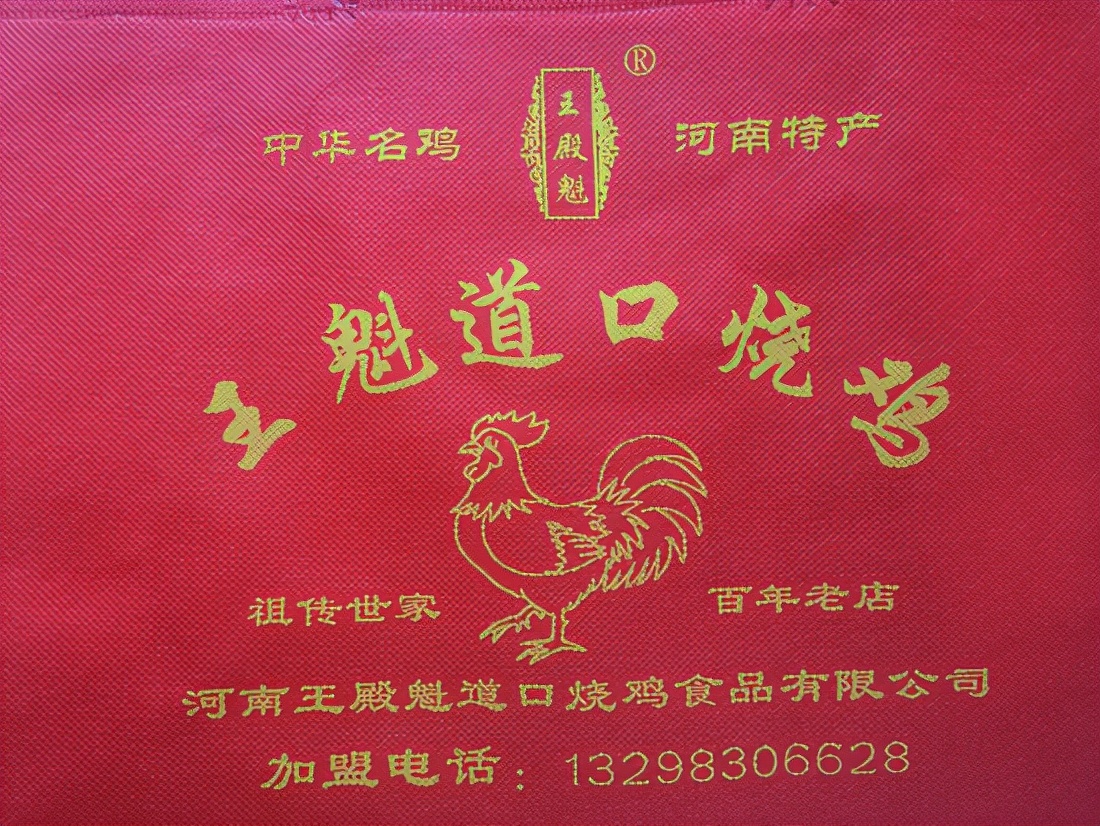 ®
中华名鸡 王殿魁 河南特产
王魁道口烧鸡
祖传世家 百年老店
河南王殿魁道口烧鸡食品有限公司
加盟电话：13298306628